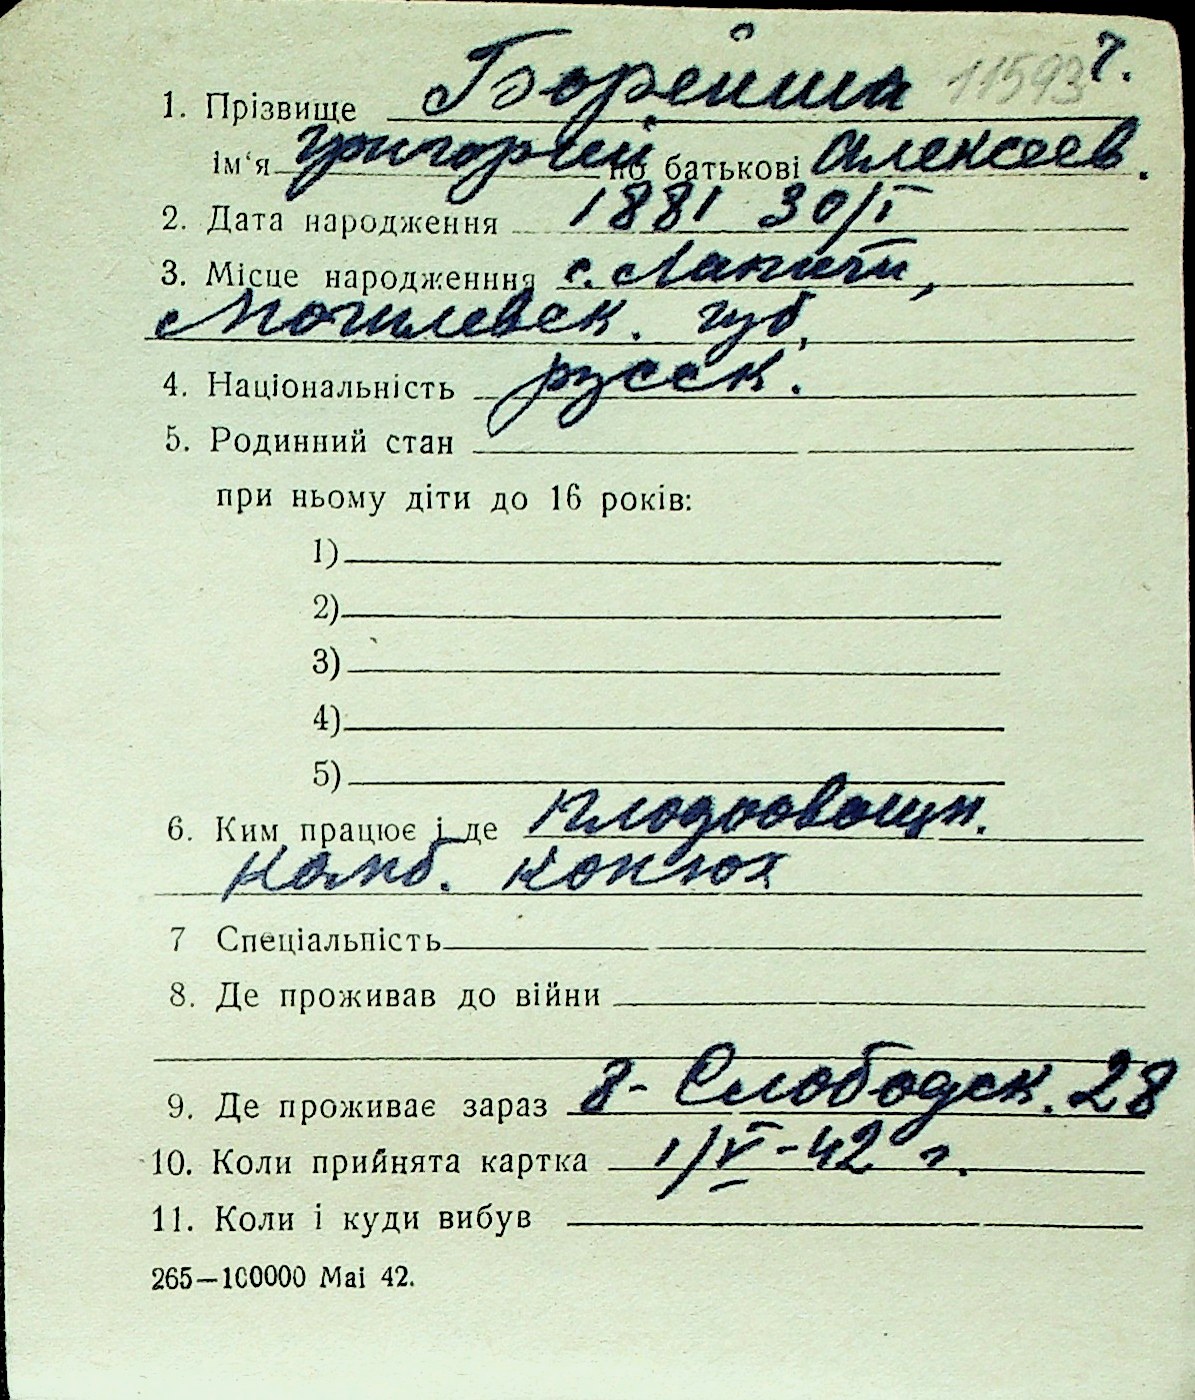 11593 7.
1. Прізвище Борейша
ім‘я Григорий по батькові Алексеев.
2. Дата народження 1881 30/I
3. Місце народженння с.
Могилевск. губ,
4. Національність русск.
5. Родинний стан
при ньому діти до 16 років:
1)
2)
3)
4)
5)
6. Ким працює і де плодоовощн.
комб. конюх
7 Спеціальність
8. Де проживав до війни
9. Де проживає зараз 8- Слободск. 28
10. Коли прийнята картка 1/V-42 г.
11. Коли і куди вибув
265—100000 Mai 42.